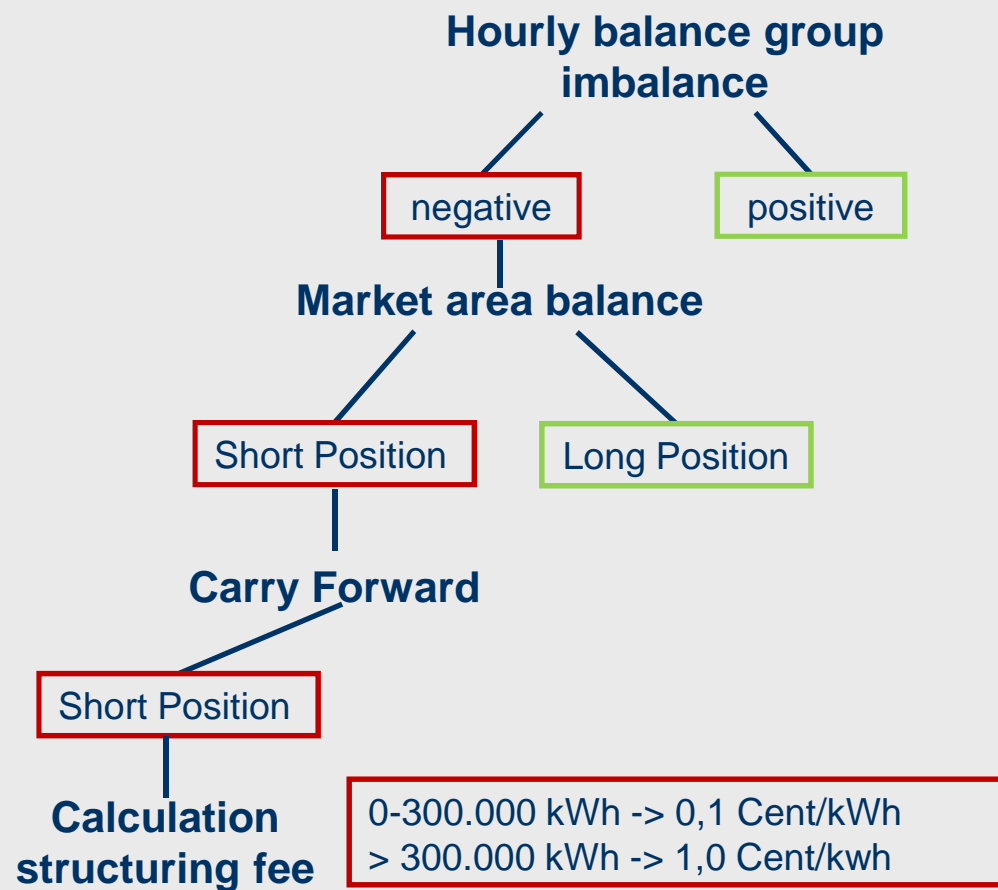 Hourly balance group
imbalance
negative
positive
Market area balance
Short Position
Long Position
Carry Forward
Short Position
Calculation
structuring fee
0-300.000 kWh -> 0,1 Cent/kWh
> 300.000 kWh -> 1,0 Cent/kwh